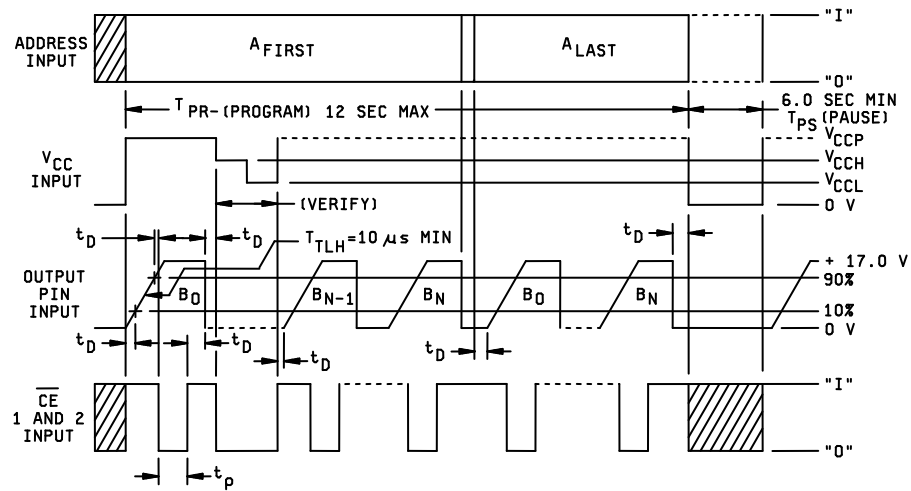 ADDRESS
INPUT
A FIRST
A LAST
"I"
"O"
T PR-(PROGRAM) 12 SEC MAX
6.0 SEC MIN
T PS (PAUSE)
V CC
INPUT
V CCP
V CCH
V CCL
0 V
(VERIFY)
t D
t D
T TLH = 10 µs MIN
t D
OUTPUT
PIN
INPUT
B 0
B N-1
B N
B 0
B N
+ 17.0 V
90%
10%
0 V
t D
t D
t D
t D
CE
1 AND 2
INPUT
"I"
"O"
t p